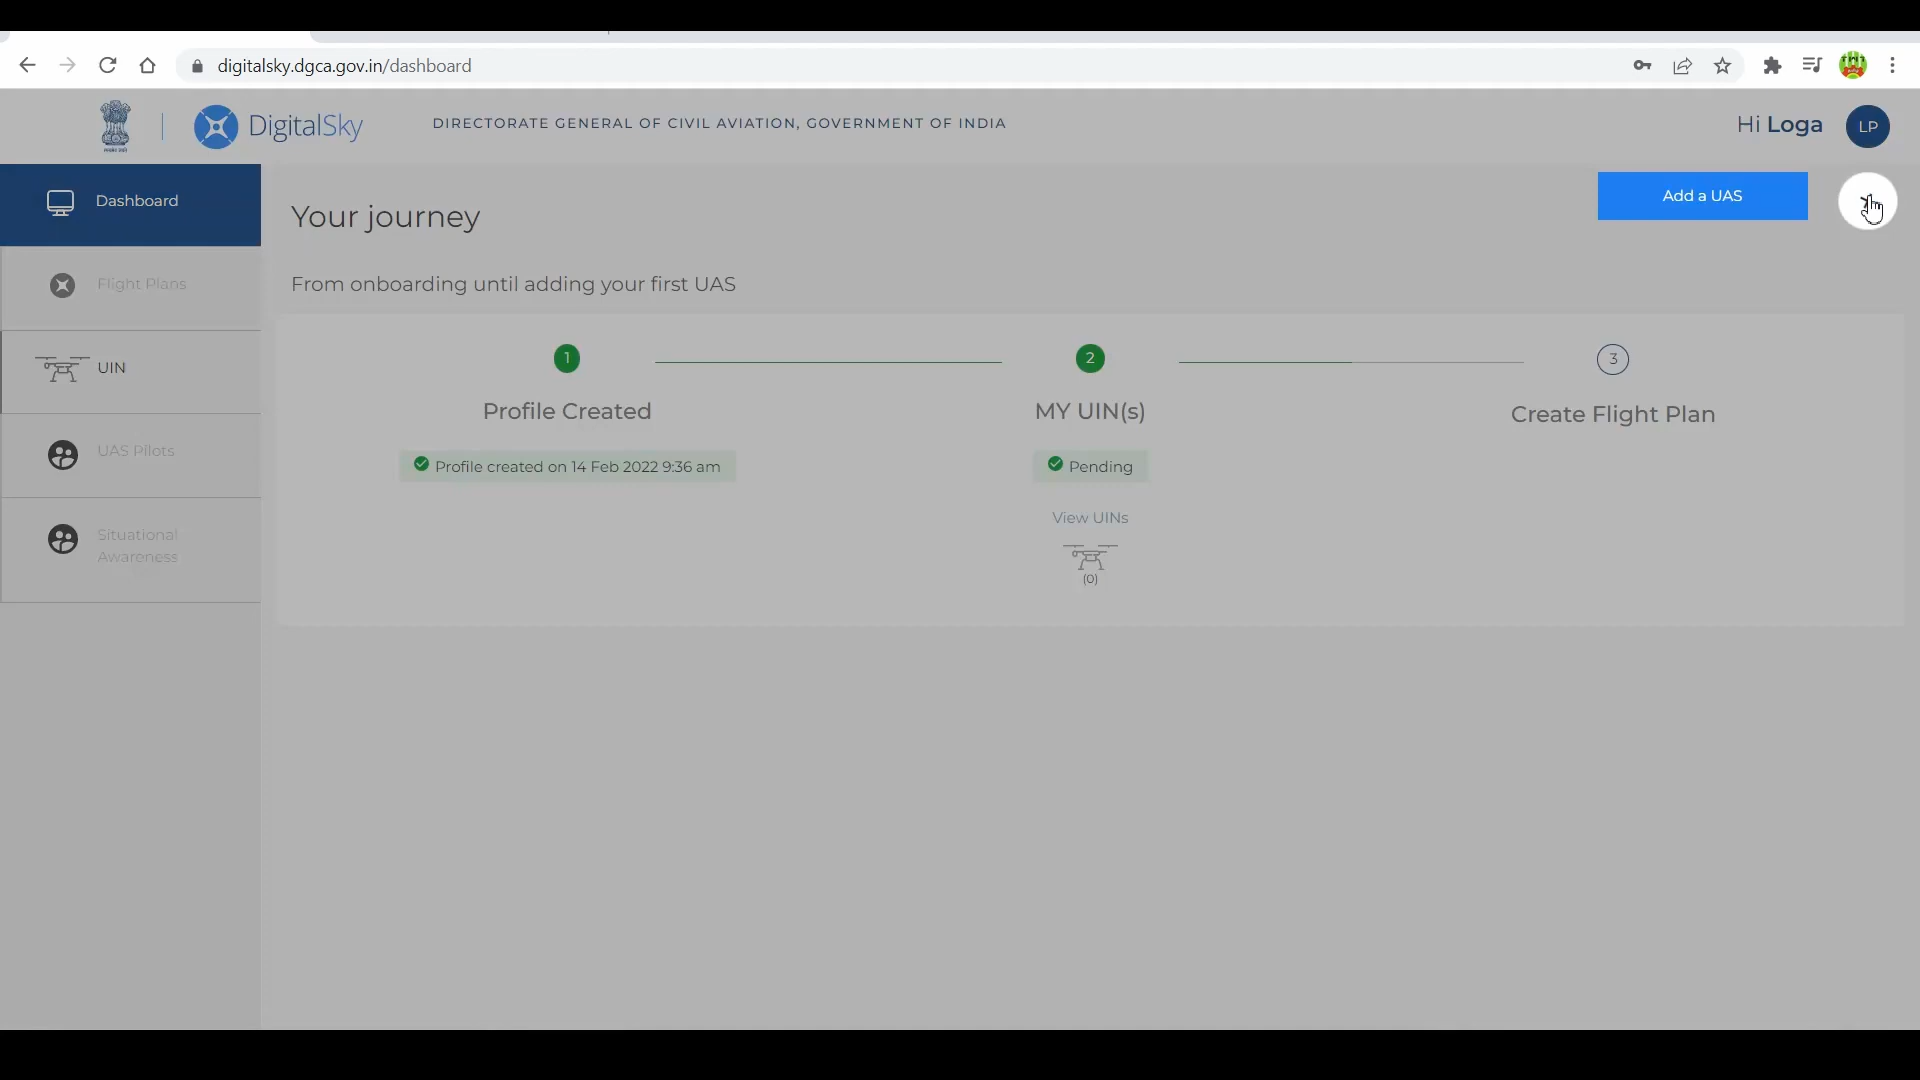 digitalsky.dgca.gov.in/dashboard
DigitalSky
DIRECTORATE GENERAL OF CIVIL AVIATION, GOVERNMENT OF INDIA
Hi Loga
LP
Dashboard
Flight Plans
UIN
UAS Pilots
Situational
Awareness
Your journey
Add a UAS
From onboarding until adding your first UAS
1
2
3
Profile Created
MY UIN(s)
Create Flight Plan
Profile created on 14 Feb 2022 9:36 am
Pending
View UINs
(0)